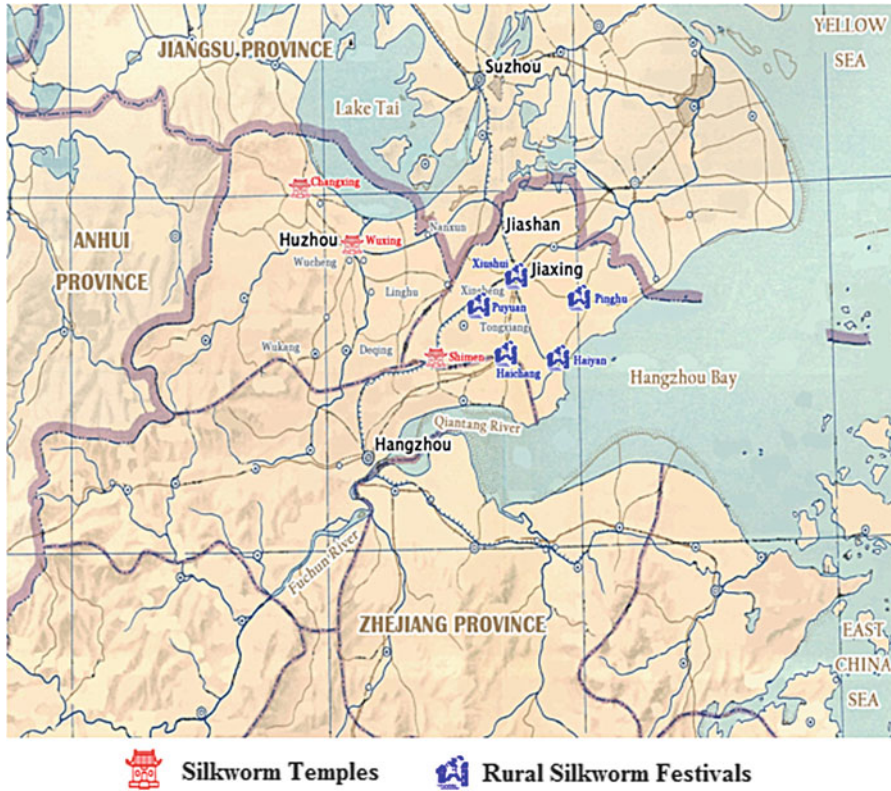 YELLOW
SEA
JIANGSU PROVINCE
Suzhou
Lake Tai
Changxing
ANHUI
PROVINCE
Huzhou
Wuxing
Nanxun
Jiashan
Wucheng
Xiushui
Jiaxing
Linghu
Xincheng
Puyuan
Pinghu
Tongxiang
Wukang
Deqing
Shimen
Haichang
Haiyan
Hangzhou Bay
Qiantang River
Hangzhou
Fuchun River
ZHEJIANG PROVINCE
EAST
CHINA
SEA
Silkworm Temples
Rural Silkworm Festivals